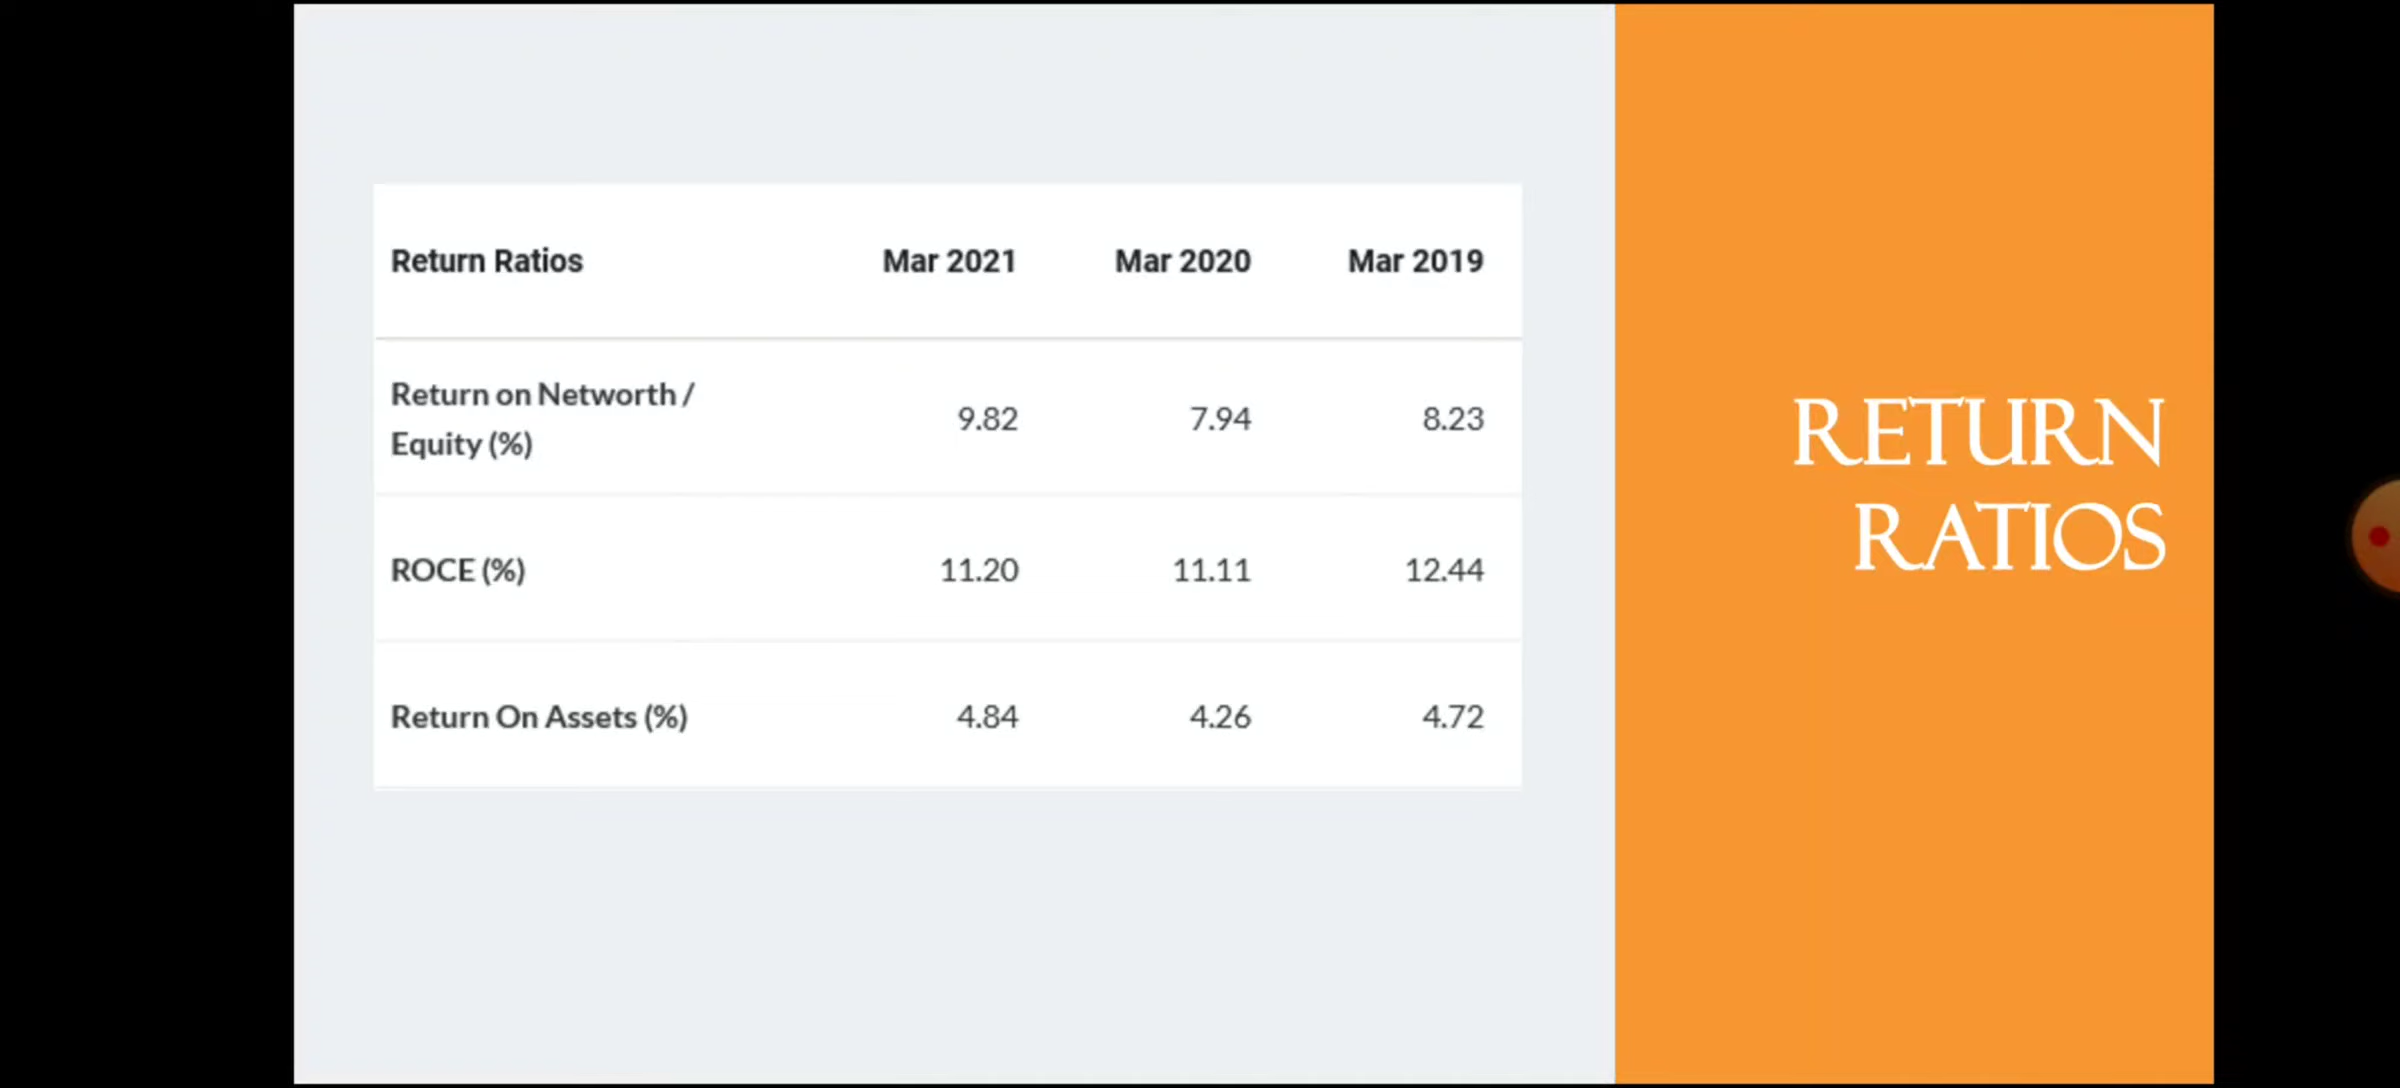 Return Ratios Mar 2021 Mar 2020 Mar 2019
Return on Networth /
Equity (%) 9.82 7.94 8.23
ROCE (%) 11.20 11.11 12.44
Return On Assets (%) 4.84 4.26 4.72
RETURN
RATIOS